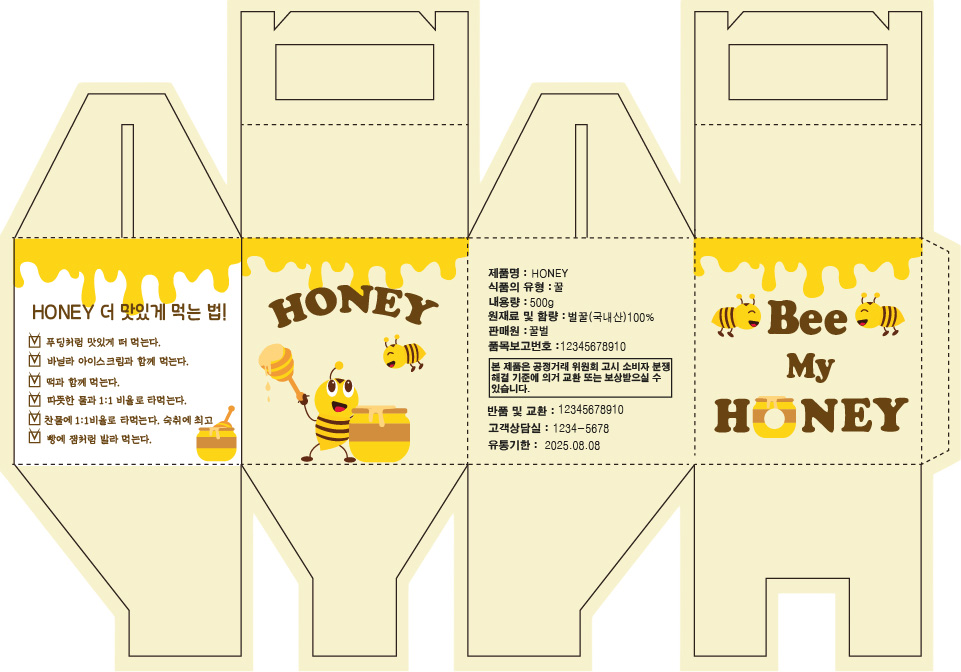 HONEY 더 맛있게 먹는 법!
푸딩처럼 맛있게 떠 먹는다.
바닐라 아이스크림과 함께 먹는다.
떡과 함께 먹는다.
따듯한 물과 1:1 비율로 타먹는다.
찬물에 1:1비율로 타먹는다. 숙취에 최고
빵에 잼처럼 발라 먹는다.
HONEY
제품명 : HONEY
식품의 유형 : 꿀
내용량 : 500g
원재료 및 함량 : 벌꿀(국내산)100%
판매원 : 꿀벌
품목보고번호 :12345678910
본 제품은 공정거래 위원회 고시 소비자 분쟁
해결 기준에 의거 교환 또는 보상받으실 수
있습니다.
반품 및 교환 : 12345678910
고객상담실 : 1234-5678
유통기한 : 2025.08.08
Bee
My
HONEY